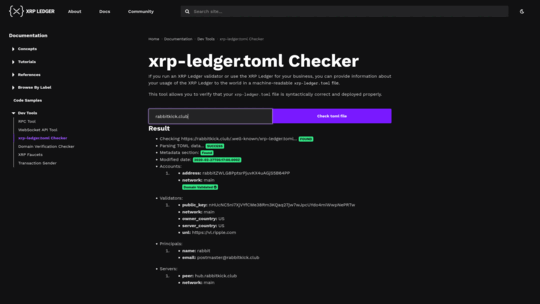 XRP LEDGER
About
Docs
Community
Search site...
Documentation
Concepts
Tutorials
References
Browse By Label
Code Samples
Dev Tools
RPC Tool
WebSocket API Tool
xrp-ledger.toml Checker
Domain Verification Checker
XRP Faucets
Transaction Sender
Home
Documentation
Dev Tools
xrp-ledger.toml Checker
xrp-ledger.toml Checker
If you run an XRP Ledger validator or use the XRP Ledger for your business, you can provide information
about your usage of the XRP Ledger to the world in a machine-readable xrp-ledger.toml file.
This tool allows you to verify that your xrp-ledger.toml file is syntactically correct and deployed properly.
rabbitkick.club
Check toml file
Result
Checking https://rabbitkick.club/.well-known/xrp-ledger.toml...
Parsing TOML data... SUCCESS
Metadata section: Found
Modified date:
Accounts:
1.
address:
network: main
Validators:
1.
public_key:
network: main
owner_country: US
server_country: US
unl: https://vl.ripple.com
Principals:
1.
name: rabbit
email: postmaster@rabbitkick.club
Servers:
1.
peer: hub.rabbitkick.club
network: main